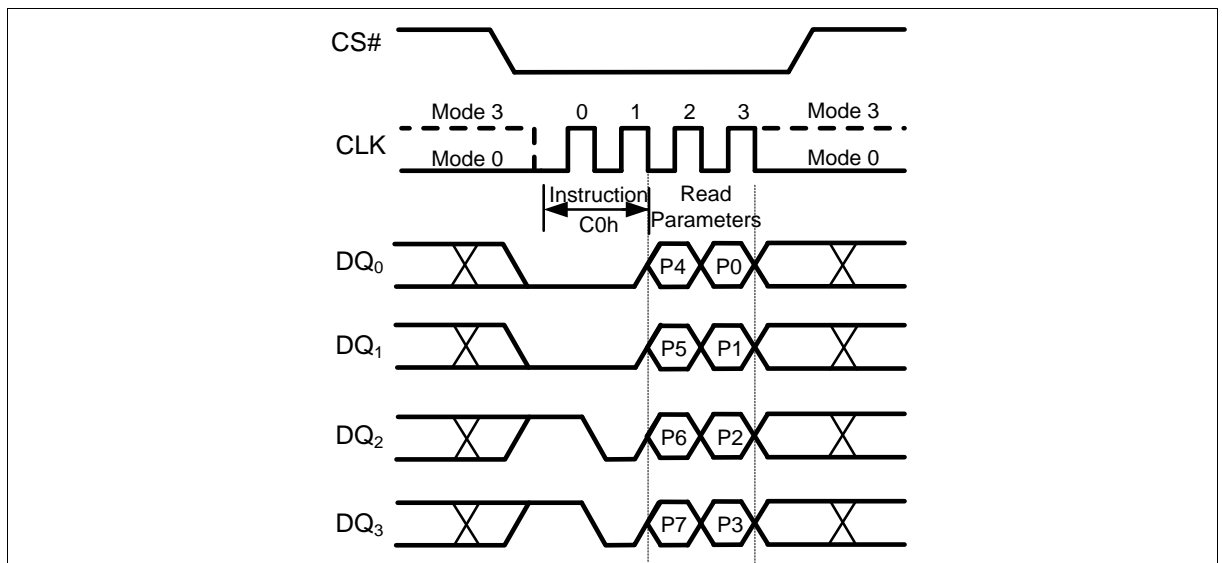 CS#
0 1 2 3
Mode 3 Mode 3
CLK
Mode 0 Mode 0
Instruction Read
C0h Parameters
DQ0 P4 P0
DQ1 P5 P1
DQ2 P6 P2
DQ3 P7 P3